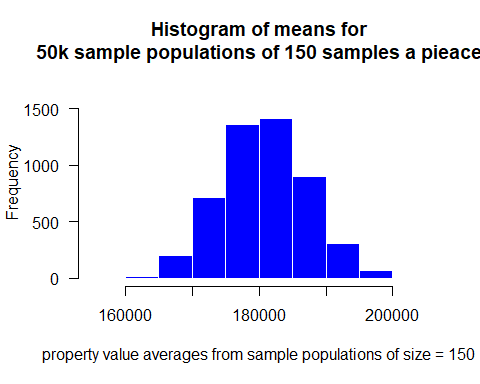 Histogram of means for
50k sample populations of 150 samples a pieace
Frequency
1500
1000
500
0
160000 180000 200000
property value averages from sample populations of size = 150